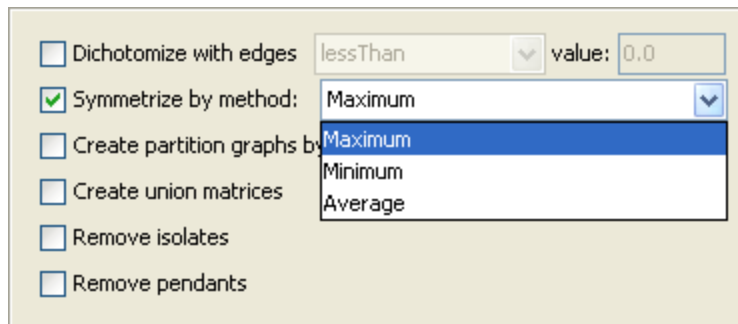 Dichotomize with edges lessThan value: 0.0
Symmetrize by method: Maximum
Create partition graphs by Maximum
Minimum
Create union matrices
Average
Remove isolates
Remove pendants